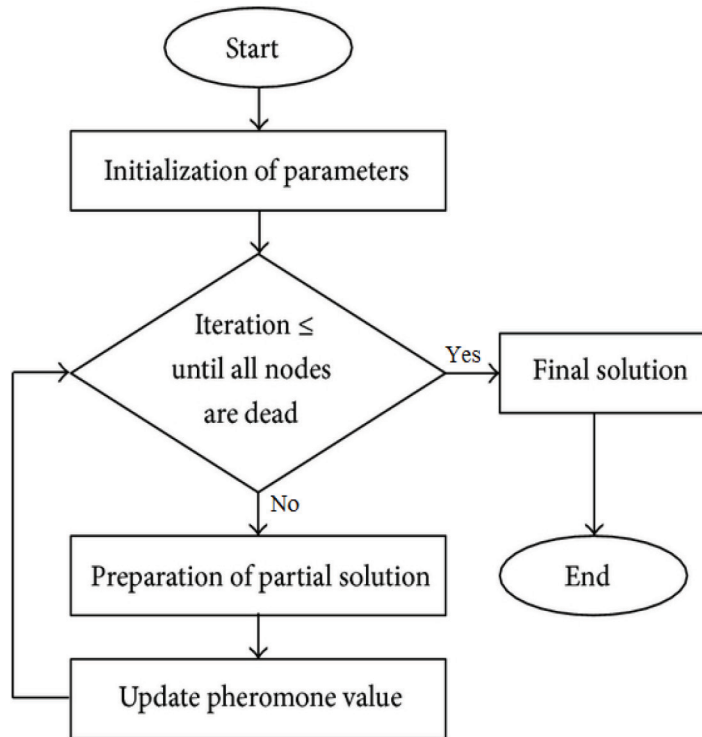 Start
Initialization of parameters
Iteration ≤
until all nodes
are dead
Yes
Final solution
No
Preparation of partial solution
End
Update pheromone value